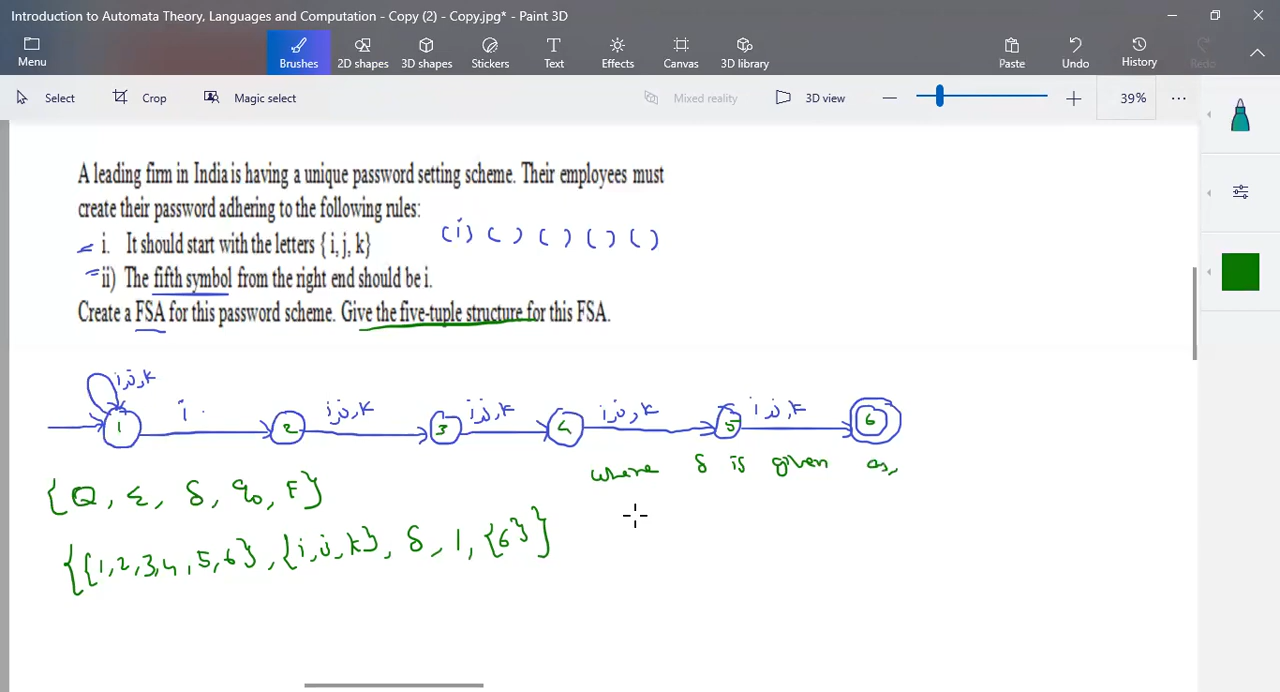 Introduction to Automata Theory, Languages and Computation - Copy (2) - Copy.jpg* - Paint 3D
Menu
Brushes
2D shapes
3D shapes
Stickers
Text
Effects
Canvas
3D library
Paste
Undo
History
Redo
Select
Crop
Magic select
Mixed reality
3D view
39%
A leading firm in India is having a unique password setting scheme. Their employees must
create their password adhering to the following rules:
i. It should start with the letters { i, j, k}
(i) ( ) ( ) ( ) ( )
ii) The fifth symbol from the right end should be i.
Create a FSA for this password scheme. Give the five-tuple structure for this FSA.
i,j,k
i
i,j,k
i,j,k
i,j,k
i,j,k
1 2 3 4 5 6
where δ is given as,
{Q, Σ, δ, q0, F}
{{1,2,3,4,5,6},{i,j,k}, δ, 1, {6}}